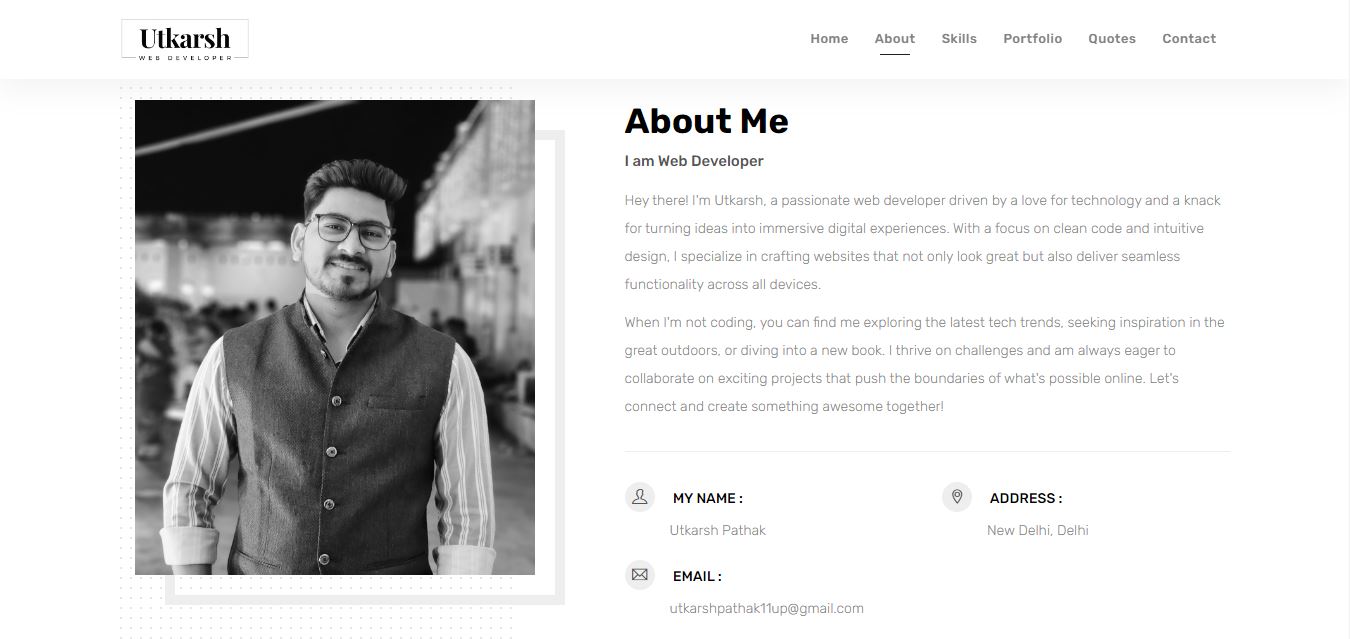 Utkarsh
WEB DEVELOPER
Home About Skills Portfolio Quotes Contact
About Me
I am Web Developer
Hey there! I'm Utkarsh, a passionate web developer driven by a love for technology and a knack
for turning ideas into immersive digital experiences. With a focus on clean code and intuitive
design, I specialize in crafting websites that not only look great but also deliver seamless
functionality across all devices.
When I'm not coding, you can find me exploring the latest tech trends, seeking inspiration in the
great outdoors, or diving into a new book. I thrive on challenges and am always eager to
collaborate on exciting projects that push the boundaries of what's possible online. Let's
connect and create something awesome together!
MY NAME :
Utkarsh Pathak
ADDRESS :
New Delhi, Delhi
EMAIL :
utkarshpathak11up@gmail.com